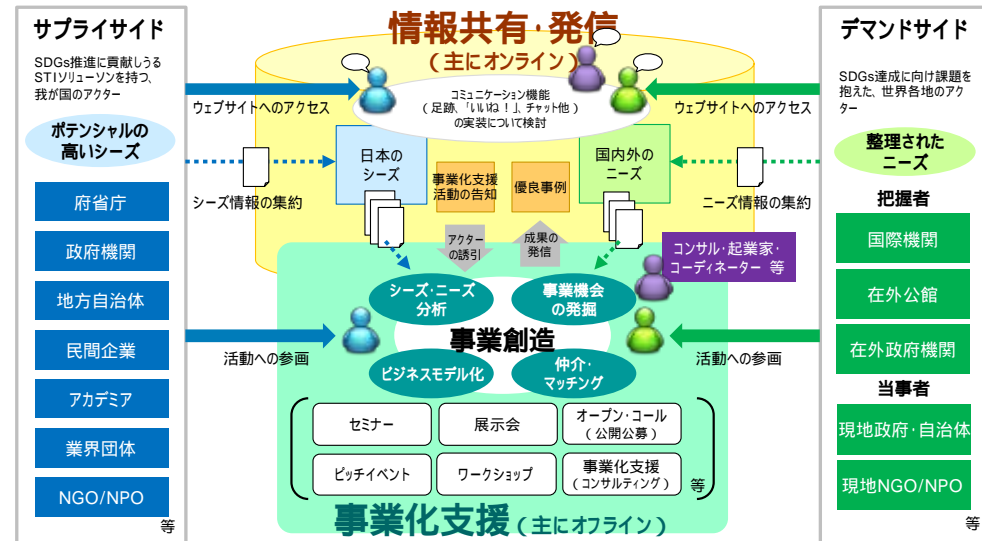 サプライサイド
SDGs推進に貢献しうる
STIソリューソンを持つ、
我が国のアクター
ポテンシャルの
高いシーズ
府省庁
政府機関
地方自治体
民間企業
アカデミア
業界団体
NGO/NPO
等
情報共有・発信
(主にオンライン)
コミュニケーション機能
(足跡、「いいね！」、チャット他)
の実装について検討
ウェブサイトへのアクセス
ウェブサイトへのアクセス
日本の
シーズ
事業化支援
活動の告知
優良事例
国内外の
ニーズ
シーズ情報の集約
ニーズ情報の集約
アクター
の誘引
成果の
発信
コンサル・起業家・
コーディネーター 等
シーズ・ニーズ
分析
事業機会
の発掘
事業創造
ビジネスモデル化
仲介・
マッチング
活動への参画
活動への参画
セミナー
展示会
オープン・コール
(公開公募)
ピッチイベント
ワークショップ
事業化支援
(コンサルティング)
等
事業化支援(主にオフライン)
デマンドサイド
SDGs達成に向け課題を
抱えた、世界各地のアク
ター
整理された
ニーズ
把握者
国際機関
在外公館
在外政府機関
当事者
現地政府・自治体
現地NGO/NPO
等